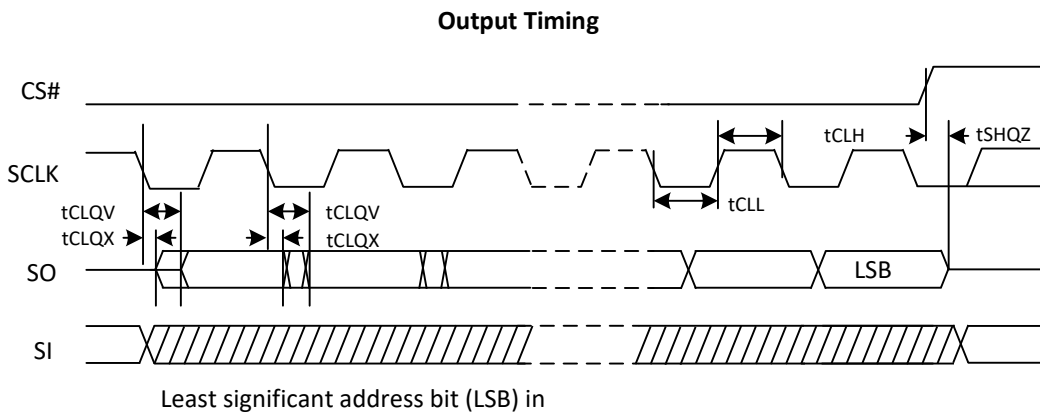 Output Timing
CS#
tCLH
tSHQZ
SCLK
tCLL
tCLQV
tCLQV
tCLQX
tCLQX
SO
LSB
SI
Least significant address bit (LSB) in